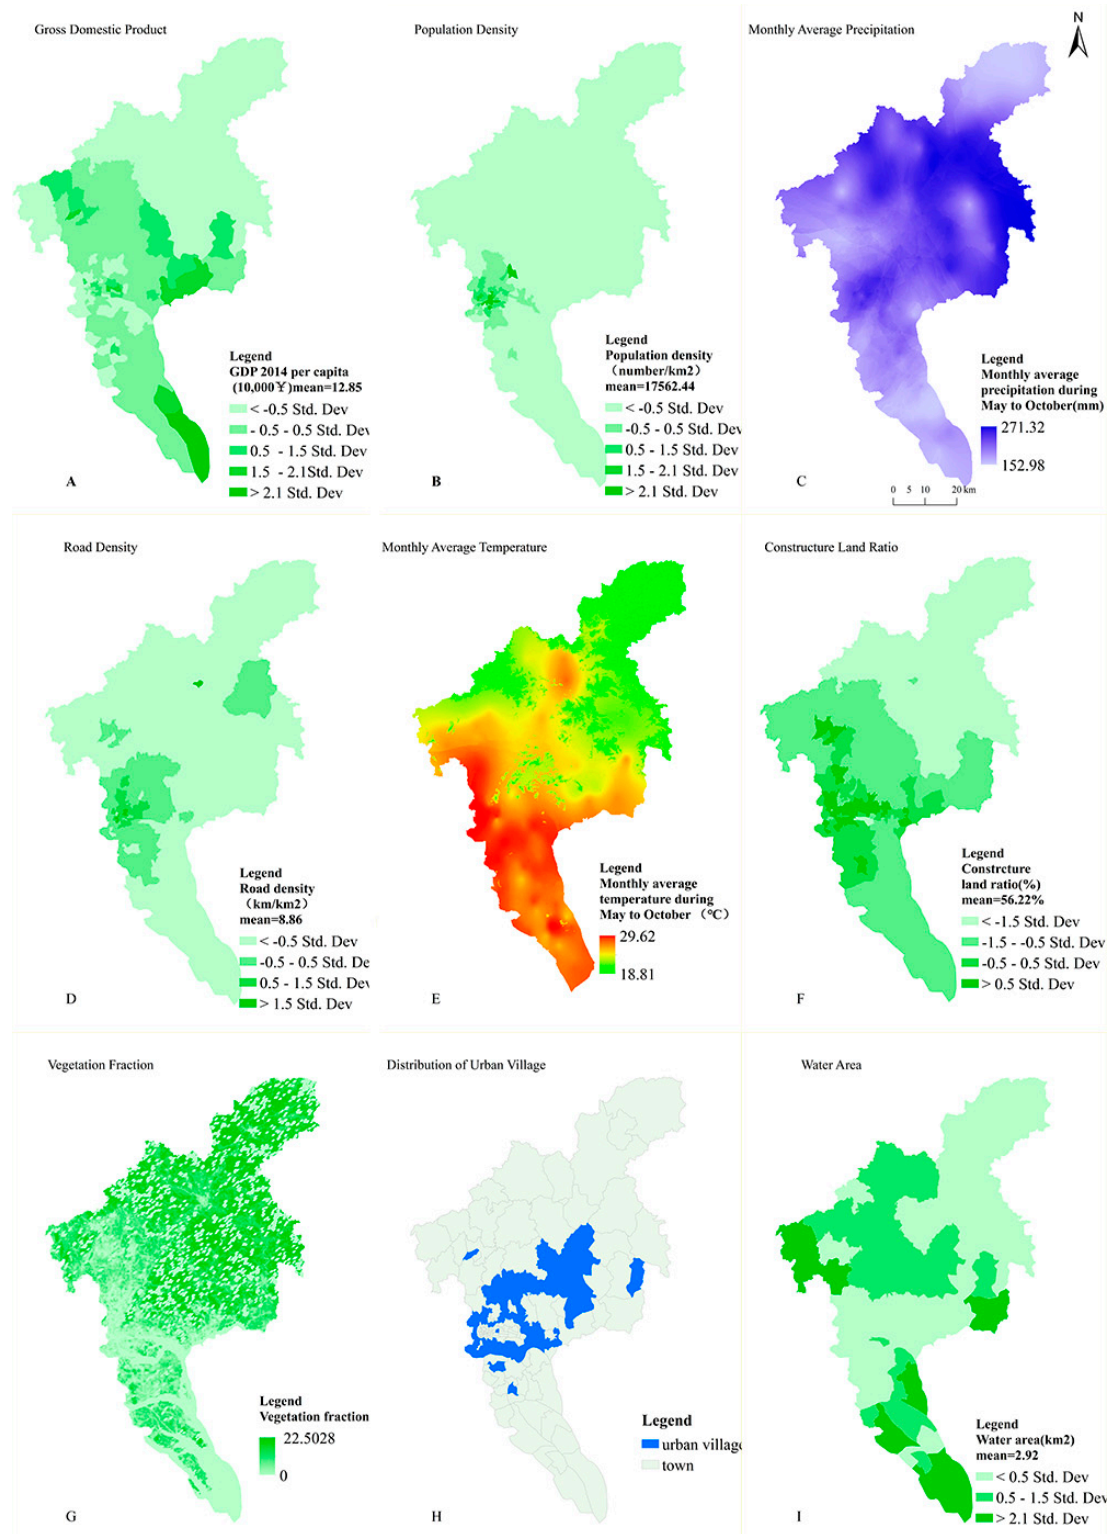 Gross Domestic Product
Population Density
Monthly Average Precipitation
N
Legend
GDP 2014 per capita
(10,000￥)mean=12.85
< -0.5 Std. Dev
- 0.5 - 0.5 Std. Dev
0.5 - 1.5 Std. Dev
1.5 - 2.1Std. Dev
> 2.1 Std. Dev
A
Legend
Population density
（number/km2）
mean=17562.44
< -0.5 Std. Dev
-0.5 - 0.5 Std. Dev
0.5 - 1.5 Std. Dev
1.5 - 2.1 Std. Dev
> 2.1 Std. Dev
B
Legend
Monthly average
precipitation during
May to October(mm)
271.32
152.98
C
0 5 10 20 km
Road Density
Monthly Average Temperature
Constructure Land Ratio
Legend
Road density
（km/km2）
mean=8.86
< -0.5 Std. Dev
-0.5 - 0.5 Std. De
0.5 - 1.5 Std. Dev
> 1.5 Std. Dev
D
Legend
Monthly average
temperature during
May to October （°C）
29.62
18.81
E
Legend
Constrcture
land ratio(%)
mean=56.22%
< -1.5 Std. Dev
-1.5 - -0.5 Std. Dev
-0.5 - 0.5 Std. Dev
> 0.5 Std. Dev
F
Vegetation Fraction
Distribution of Urban Village
Water Area
Legend
Vegetation fraction
22.5028
0
G
Legend
urban village
town
H
Legend
Water area(km2)
mean=2.92
< 0.5 Std. Dev
0.5 - 1.5 Std. Dev
> 2.1 Std. Dev
I